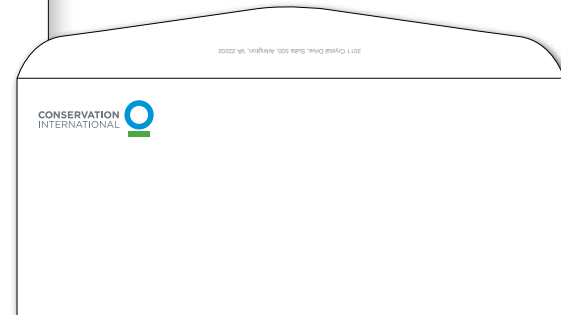 2011 Crystal Drive, Suite 500, Arlington, VA 22202
CONSERVATION
INTERNATIONAL